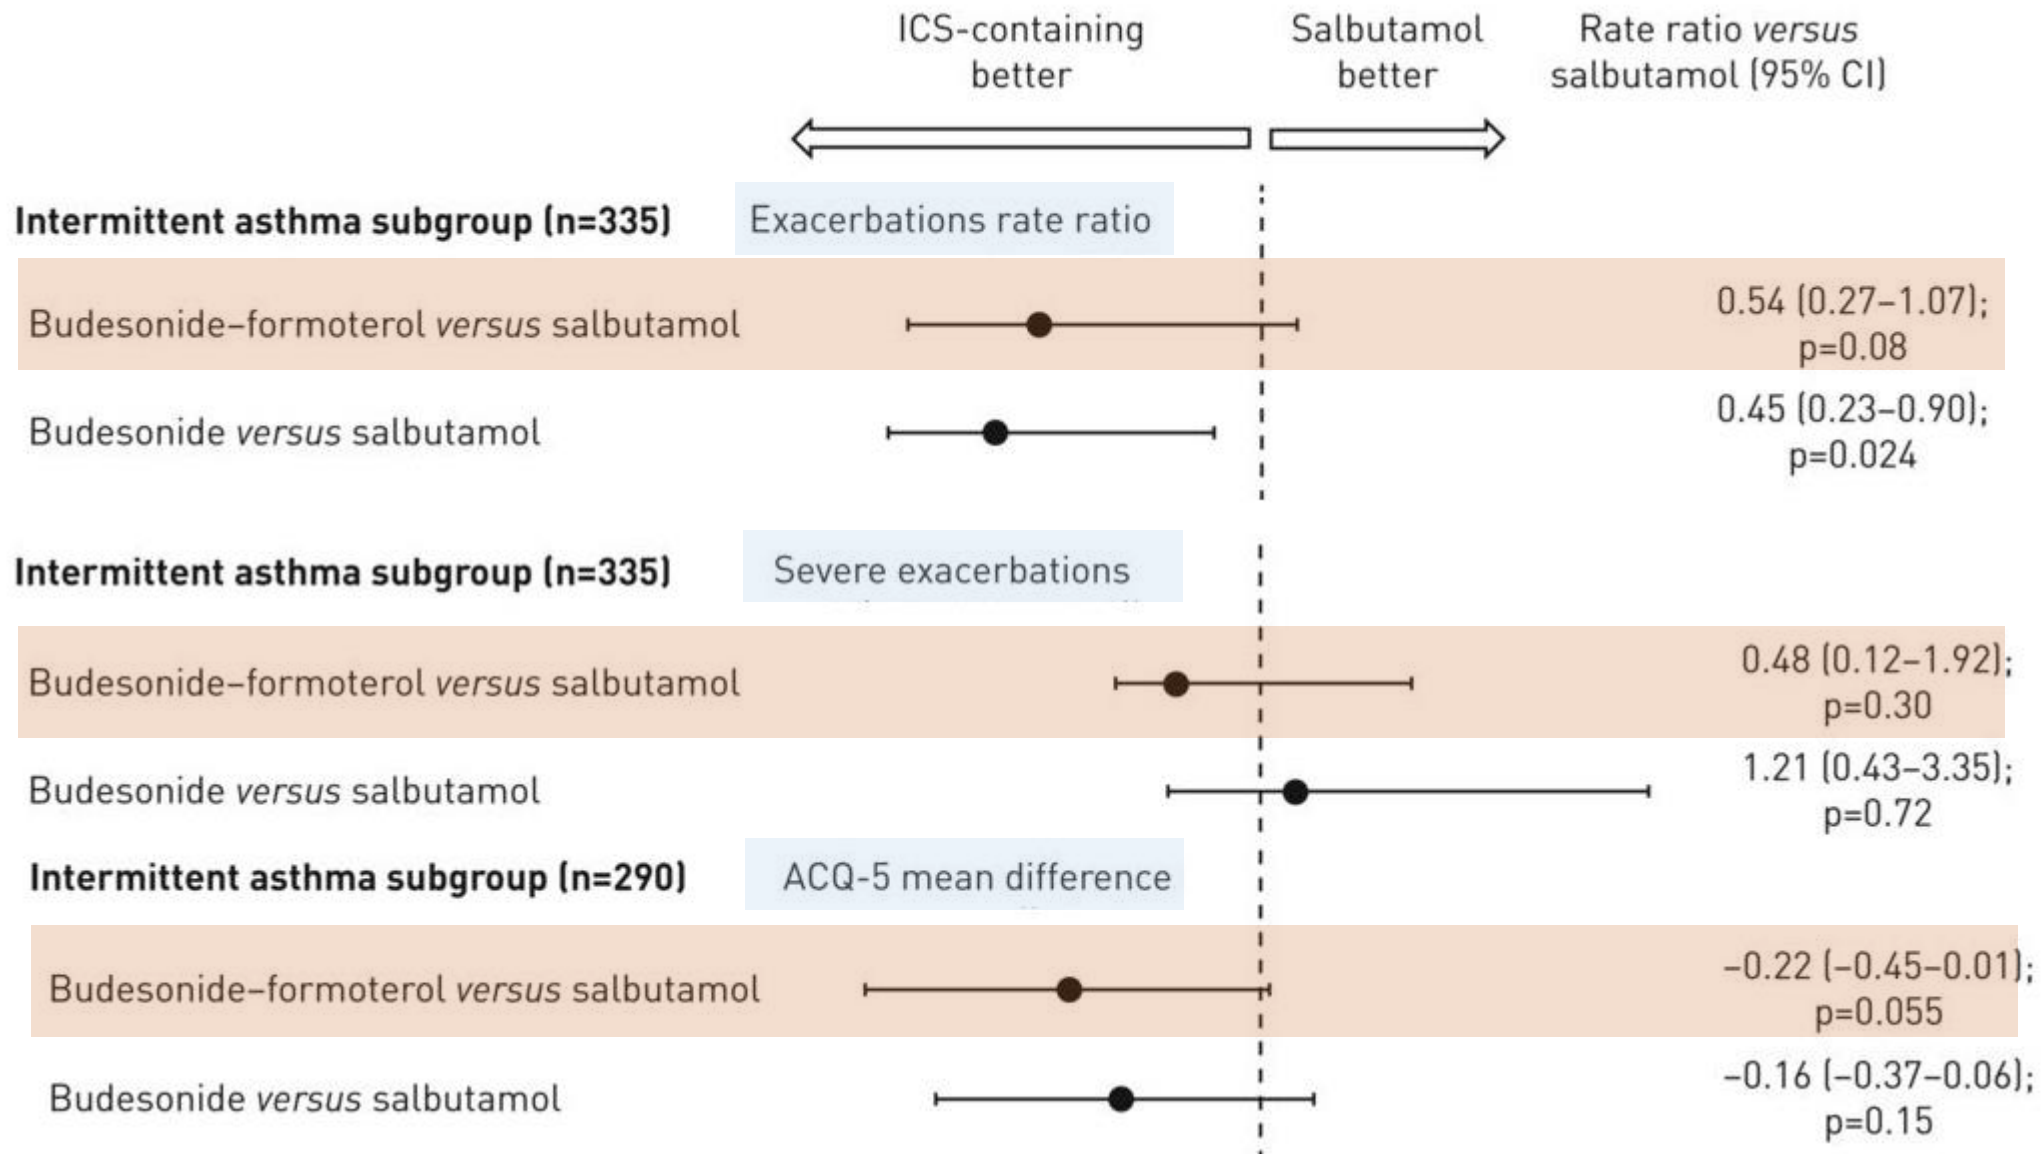 ICS-containing
better
Salbutamol
better
Rate ratio versus
salbutamol (95% CI)
Intermittent asthma subgroup (n=335)
Exacerbations rate ratio
Budesonide–formoterol versus salbutamol
0.54 (0.27–1.07);
p=0.08
Budesonide versus salbutamol
0.45 (0.23–0.90);
p=0.024
Intermittent asthma subgroup (n=335)
Severe exacerbations
Budesonide–formoterol versus salbutamol
0.48 (0.12–1.92);
p=0.30
Budesonide versus salbutamol
1.21 (0.43–3.35);
p=0.72
Intermittent asthma subgroup (n=290)
ACQ-5 mean difference
Budesonide–formoterol versus salbutamol
−0.22 (−0.45–0.01);
p=0.055
Budesonide versus salbutamol
−0.16 (−0.37–0.06);
p=0.15